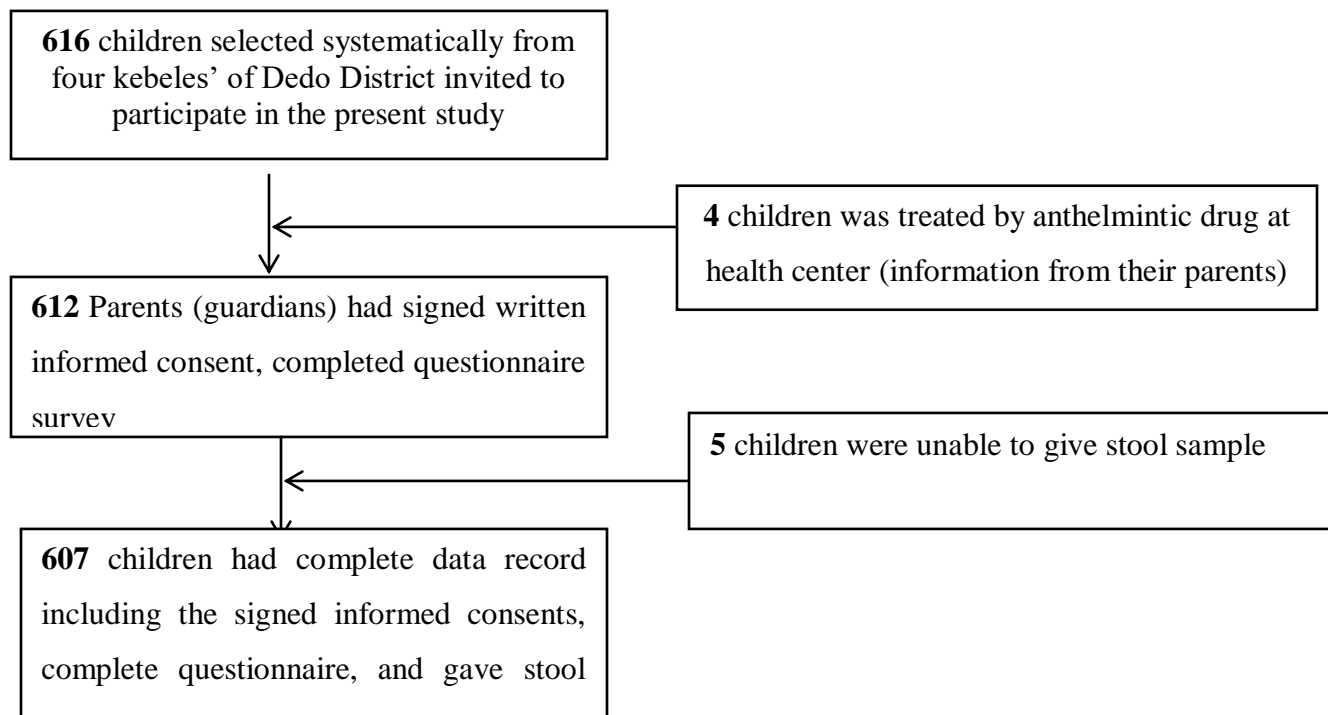 616 children selected systematically from
four kebeles’ of Dedo District invited to
participate in the present study
4 children was treated by anthelmintic drug at
health center (information from their parents)
612 Parents (guardians) had signed written
informed consent, completed questionnaire
survey
5 children were unable to give stool sample
607 children had complete data record
including the signed informed consents,
complete questionnaire, and gave stool